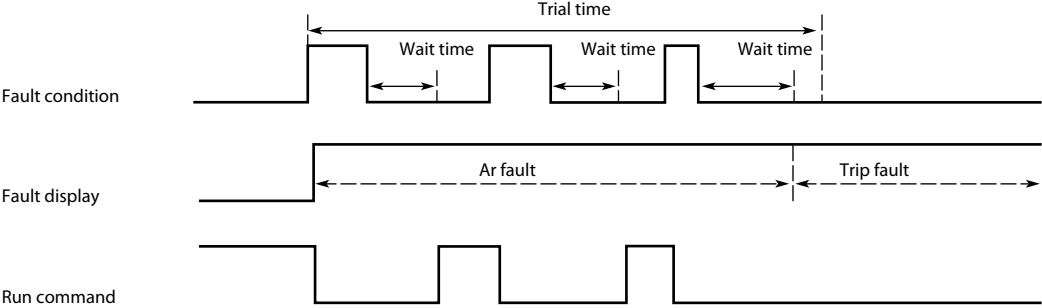 Trial time
Wait time Wait time Wait time
Fault condition
Ar fault Trip fault
Fault display
Run command